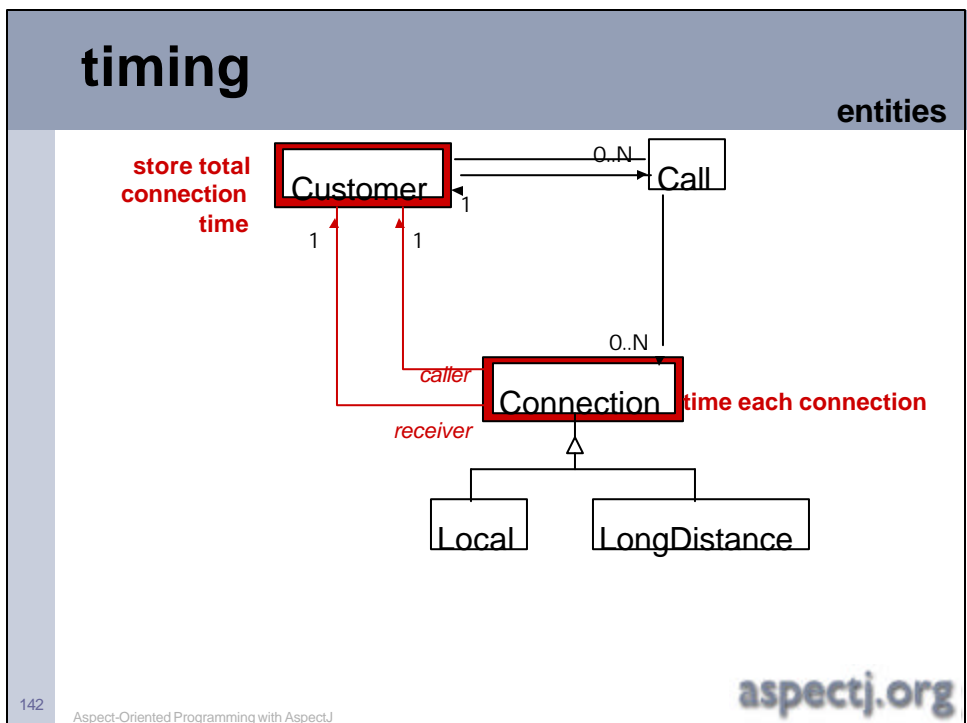 timing
entities
store total
connection
time
Customer
0..N
Call
1
1
1
0..N
caller
Connection
time each connection
receiver
Local
LongDistance
142
Aspect-Oriented Programming with AspectJ
aspectj.org